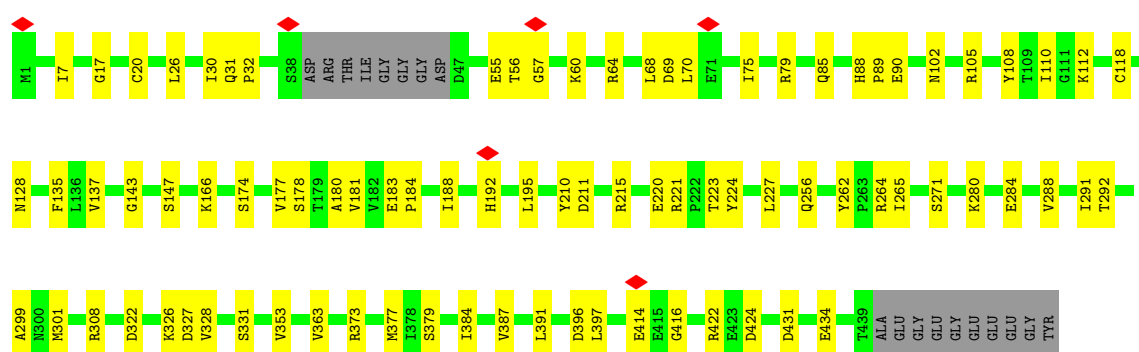 M1 I7 G17 C20 L26 I30 Q31 P32 S38 ASP ARG THR ILE GLY GLY GLY ASP D47 E55 T56 G57 K60 R64 L68 D69 L70 E71 I75 R79 Q85 H88 P89 E90 N102 R105 Y108 T109 I110 G111 K112 C118
N128 F135 L136 V137 G143 S147 K166 S174 V177 S178 T179 A180 V181 V182 E183 P184 I188 H192 L195 Y210 D211 R215 E220 R221 P222 T223 Y224 L227 Q256 Y262 P263 R264 I265 S271 K280 E284 V288 I291 T292
A299 N300 M301 R308 D322 K326 D327 V328 S331 V353 V363 R373 M377 I378 S379 I384 V387 L391 D396 L397 E414 E415 G416 R422 E423 D424 D431 E434 T439 ALA GLU GLY GLU GLY GLU GLU GLU GLY TYR